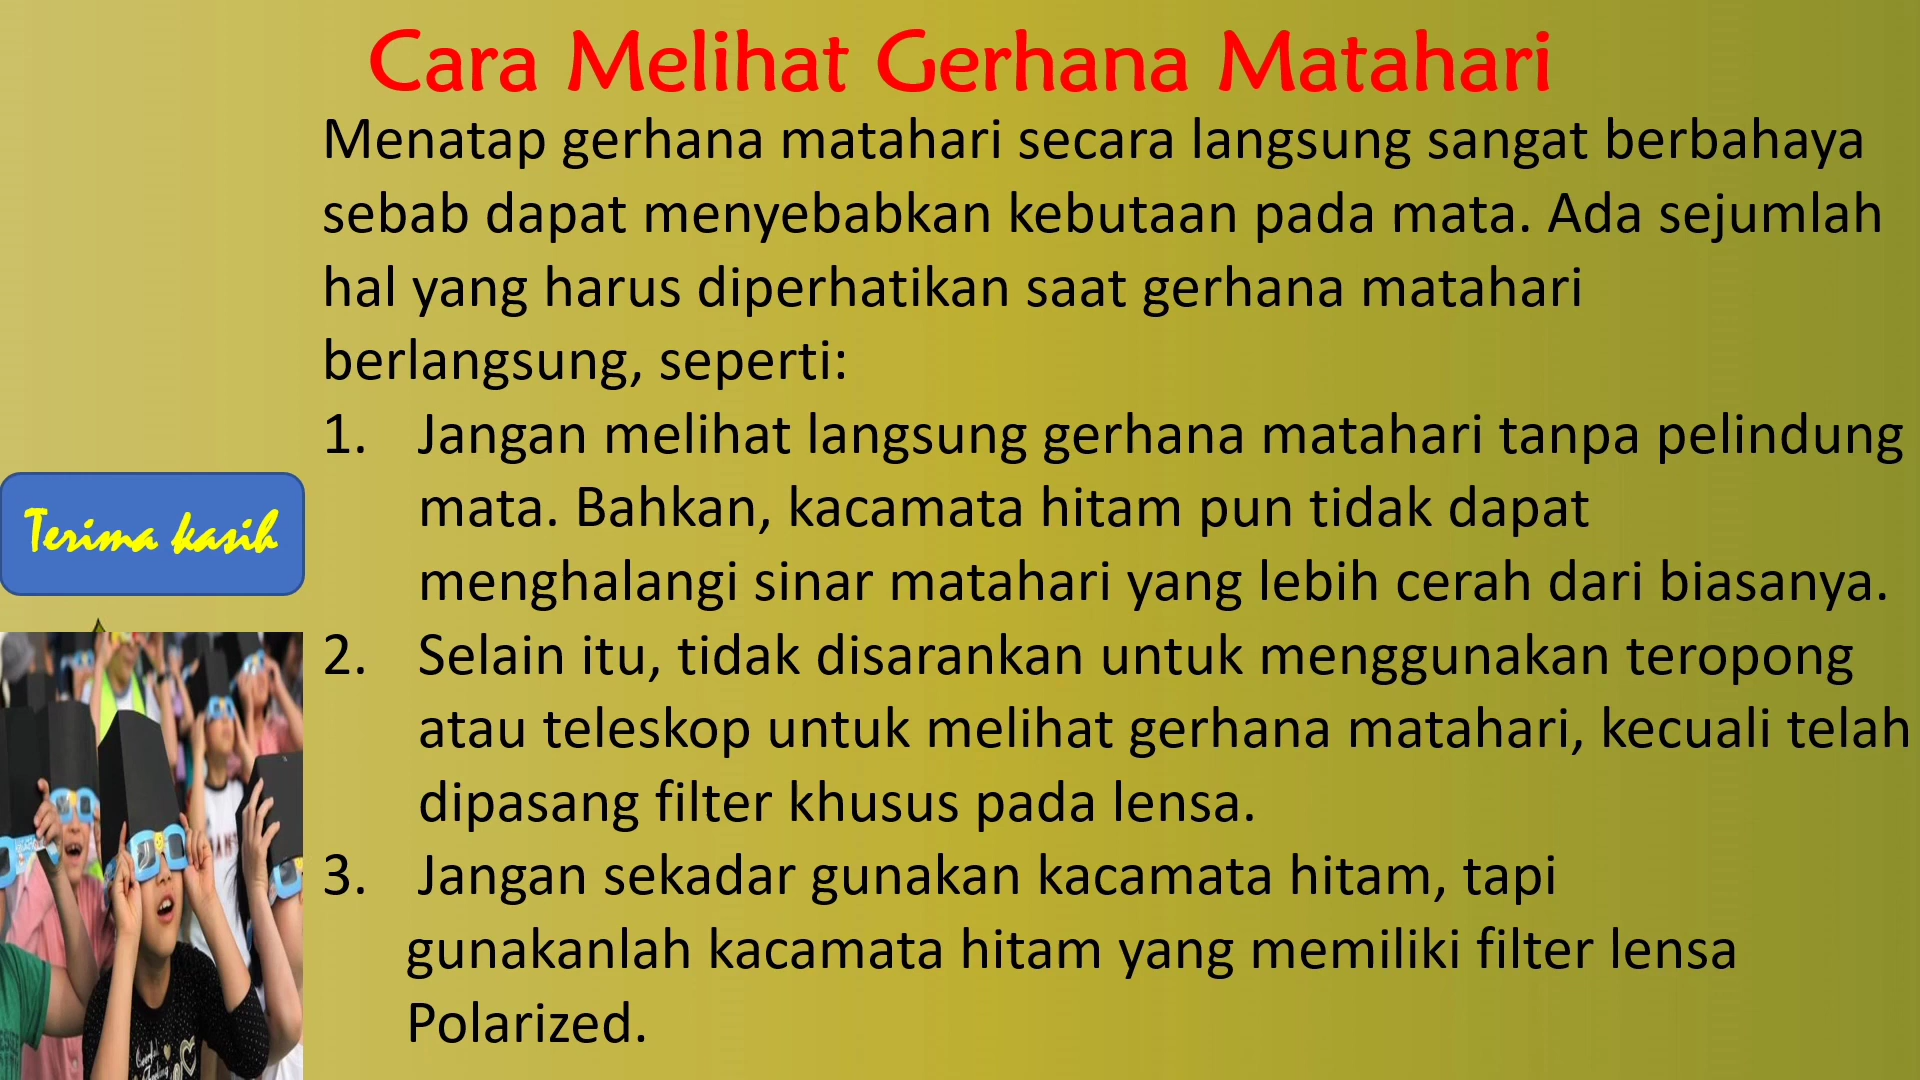 Cara Melihat Gerhana Matahari
Menatap gerhana matahari secara langsung sangat berbahaya
sebab dapat menyebabkan kebutaan pada mata. Ada sejumlah
hal yang harus diperhatikan saat gerhana matahari
berlangsung, seperti:
1. Jangan melihat langsung gerhana matahari tanpa pelindung
mata. Bahkan, kacamata hitam pun tidak dapat
menghalangi sinar matahari yang lebih cerah dari biasanya.
2. Selain itu, tidak disarankan untuk menggunakan teropong
atau teleskop untuk melihat gerhana matahari, kecuali telah
dipasang filter khusus pada lensa.
3. Jangan sekadar gunakan kacamata hitam, tapi
gunakanlah kacamata hitam yang memiliki filter lensa
Polarized.
Terima kasih